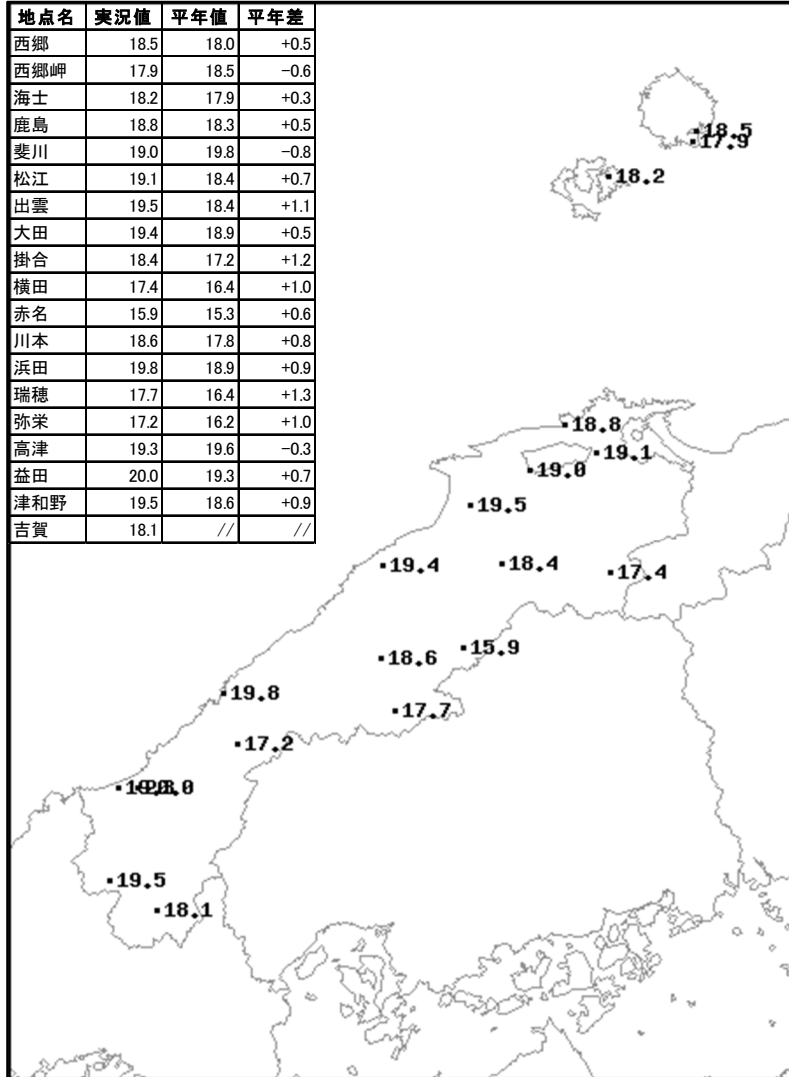 地点名 実況値 平年値 平年差
西郷 18.5 18.0 +0.5
西郷岬 17.9 18.5 −0.6
海士 18.2 17.9 +0.3
鹿島 18.8 18.3 +0.5
斐川 19.0 19.8 −0.8
松江 19.1 18.4 +0.7
出雲 19.5 18.4 +1.1
大田 19.4 18.9 +0.5
掛合 18.4 17.2 +1.2
横田 17.4 16.4 +1.0
赤名 15.9 15.3 +0.6
川本 18.6 17.8 +0.8
浜田 19.8 18.9 +0.9
瑞穂 17.7 16.4 +1.3
弥栄 17.2 16.2 +1.0
高津 19.3 19.6 −0.3
益田 20.0 19.3 +0.7
津和野 19.5 18.6 +0.9
吉賀 18.1 // //
18.5
17.9
18.2
18.8
19.1
19.0
19.5
19.4
18.4
17.4
15.9
18.6
19.8
17.7
17.2
19.5
18.1